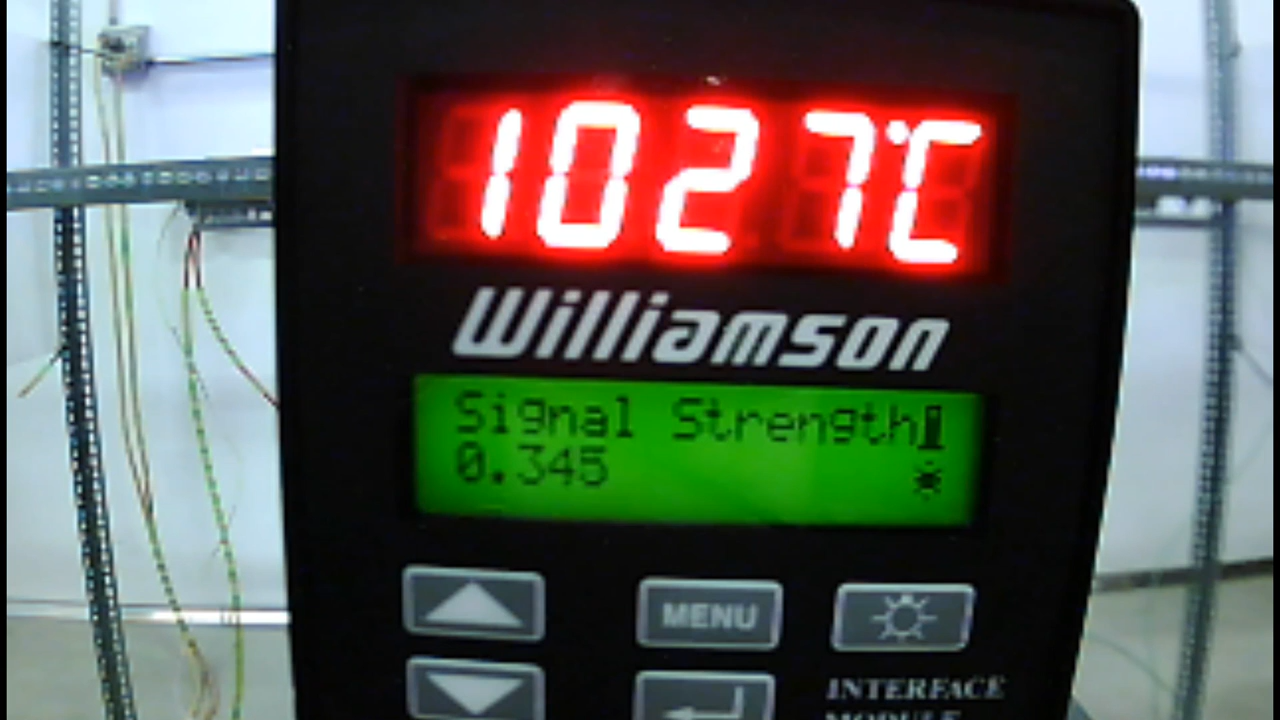 1027°C
Williamson
Signal Strength
0.345
MENU
INTERFACE
MODULE